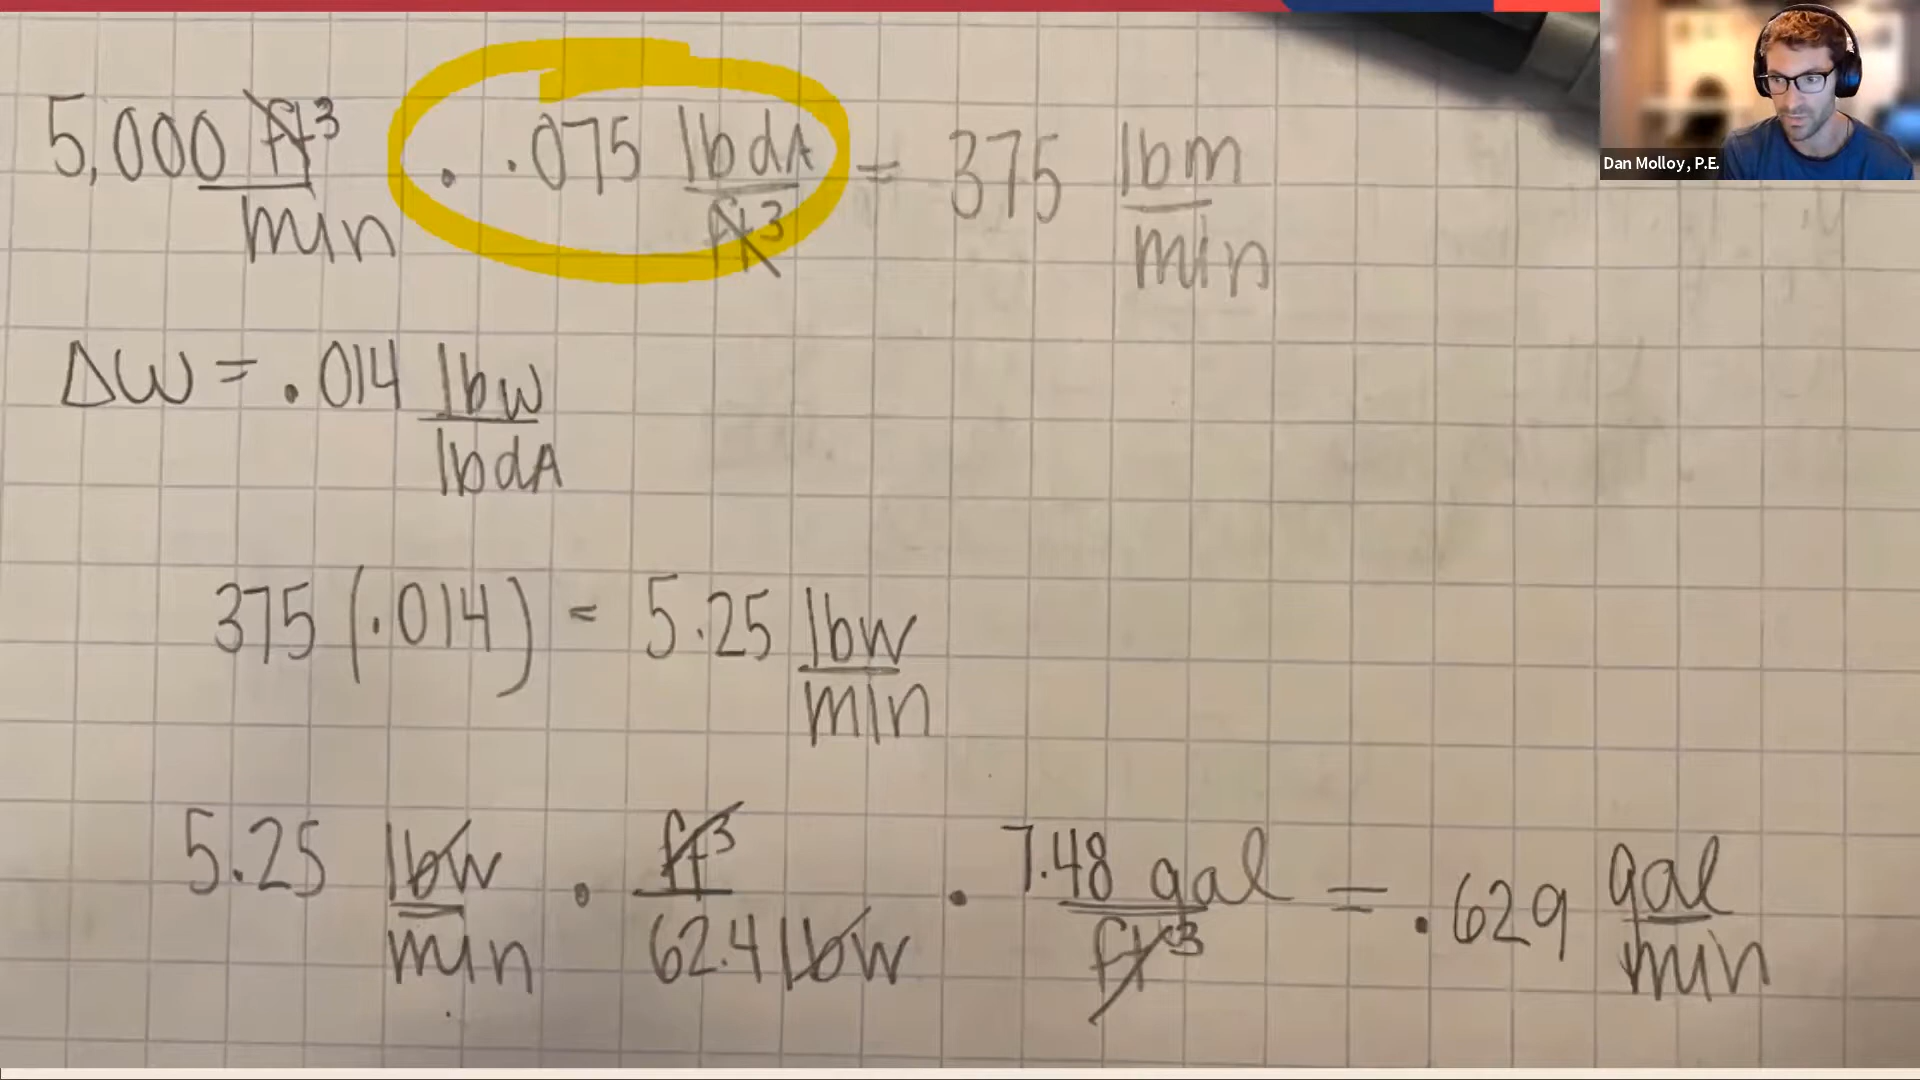 5,000 ft³/min · .075 lbdA/ft³ = 375 lbm/min
ΔW = .014 lbw/lbdA
375 (.014) = 5.25 lbw/min
5.25 lbw/min · ft³/62.4 lbw · 7.48 gal/ft³ = .629 gal/min
Dan Molloy, P.E.